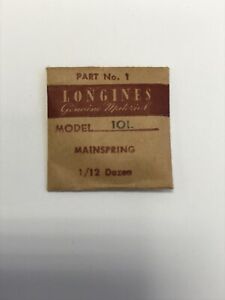 PART No. 1
LONGINES
Genuine Material
MODEL 10L
MAINSPRING
1/12 Dozen